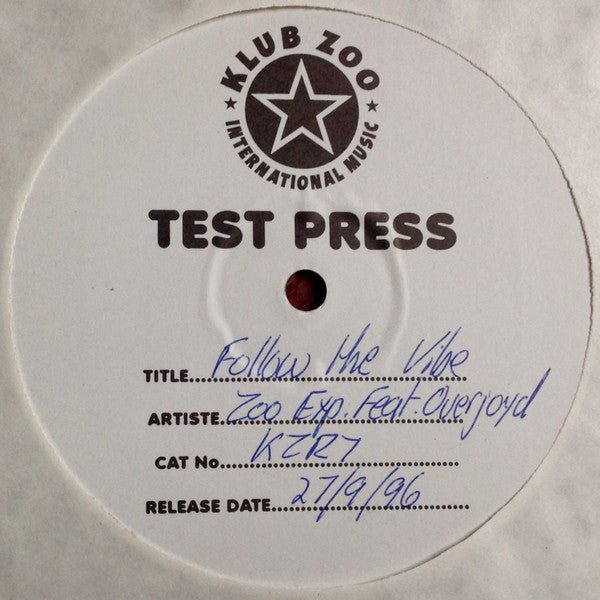 KLUB ZOO
INTERNATIONAL MUSIC
TEST PRESS
TITLE....Follow the Vibe
ARTISTE....Zoo Exp. Feat. Overjoyd
CAT No....KZR7
RELEASE DATE....27/9/96